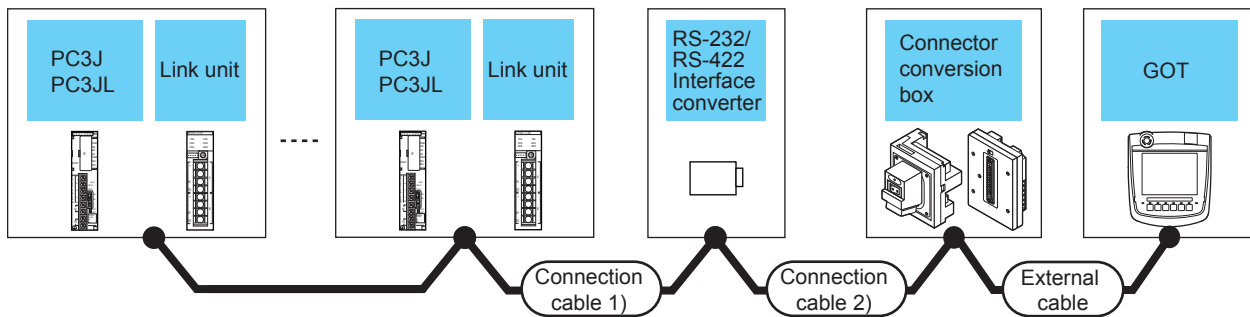 PC3J
PC3JL
Link unit
PC3J
PC3JL
Link unit
RS-232/
RS-422
Interface
converter
Connector
conversion
box
GOT
Connection
cable 1)
Connection
cable 2)
External
cable